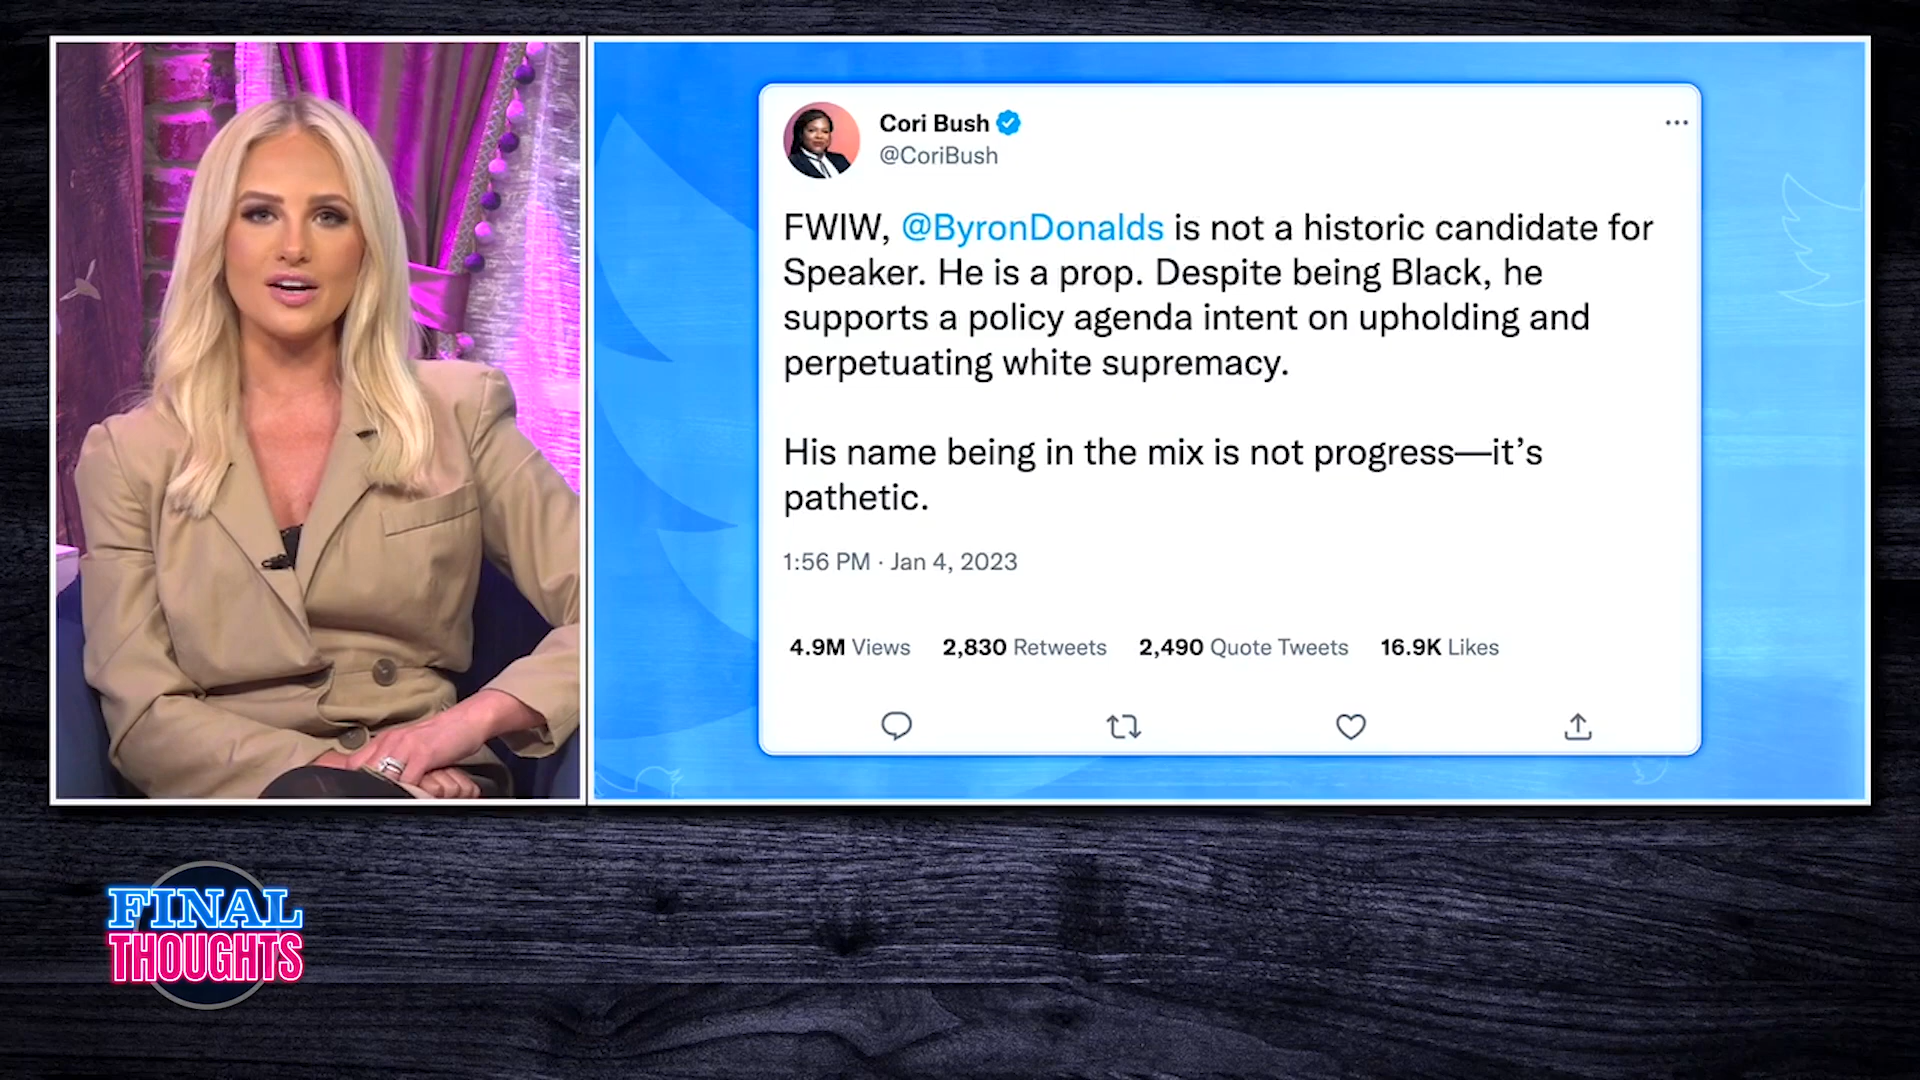 Cori Bush
@CoriBush
FWIW, @ByronDonalds is not a historic candidate for
Speaker. He is a prop. Despite being Black, he
supports a policy agenda intent on upholding and
perpetuating white supremacy.
His name being in the mix is not progress—it’s
pathetic.
1:56 PM · Jan 4, 2023
4.9M Views 2,830 Retweets 2,490 Quote Tweets 16.9K Likes
FINAL
THOUGHTS